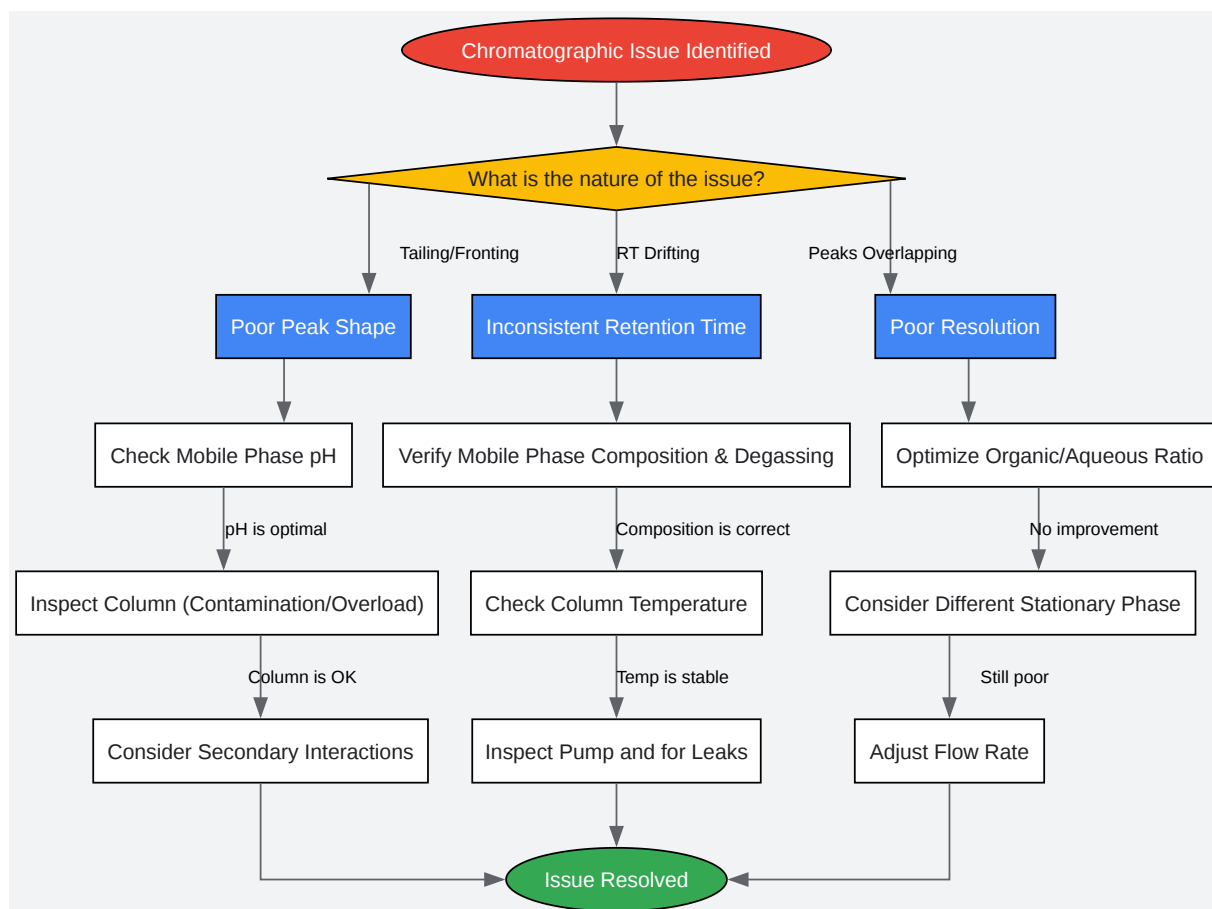 Chromatographic Issue Identified
What is the nature of the issue?
Tailing/Fronting
RT Drifting
Peaks Overlapping
Poor Peak Shape
Inconsistent Retention Time
Poor Resolution
Check Mobile Phase pH
Verify Mobile Phase Composition & Degassing
Optimize Organic/Aqueous Ratio
pH is optimal
Composition is correct
No improvement
Inspect Column (Contamination/Overload)
Check Column Temperature
Consider Different Stationary Phase
Column is OK
Temp is stable
Still poor
Consider Secondary Interactions
Inspect Pump and for Leaks
Adjust Flow Rate
Issue Resolved